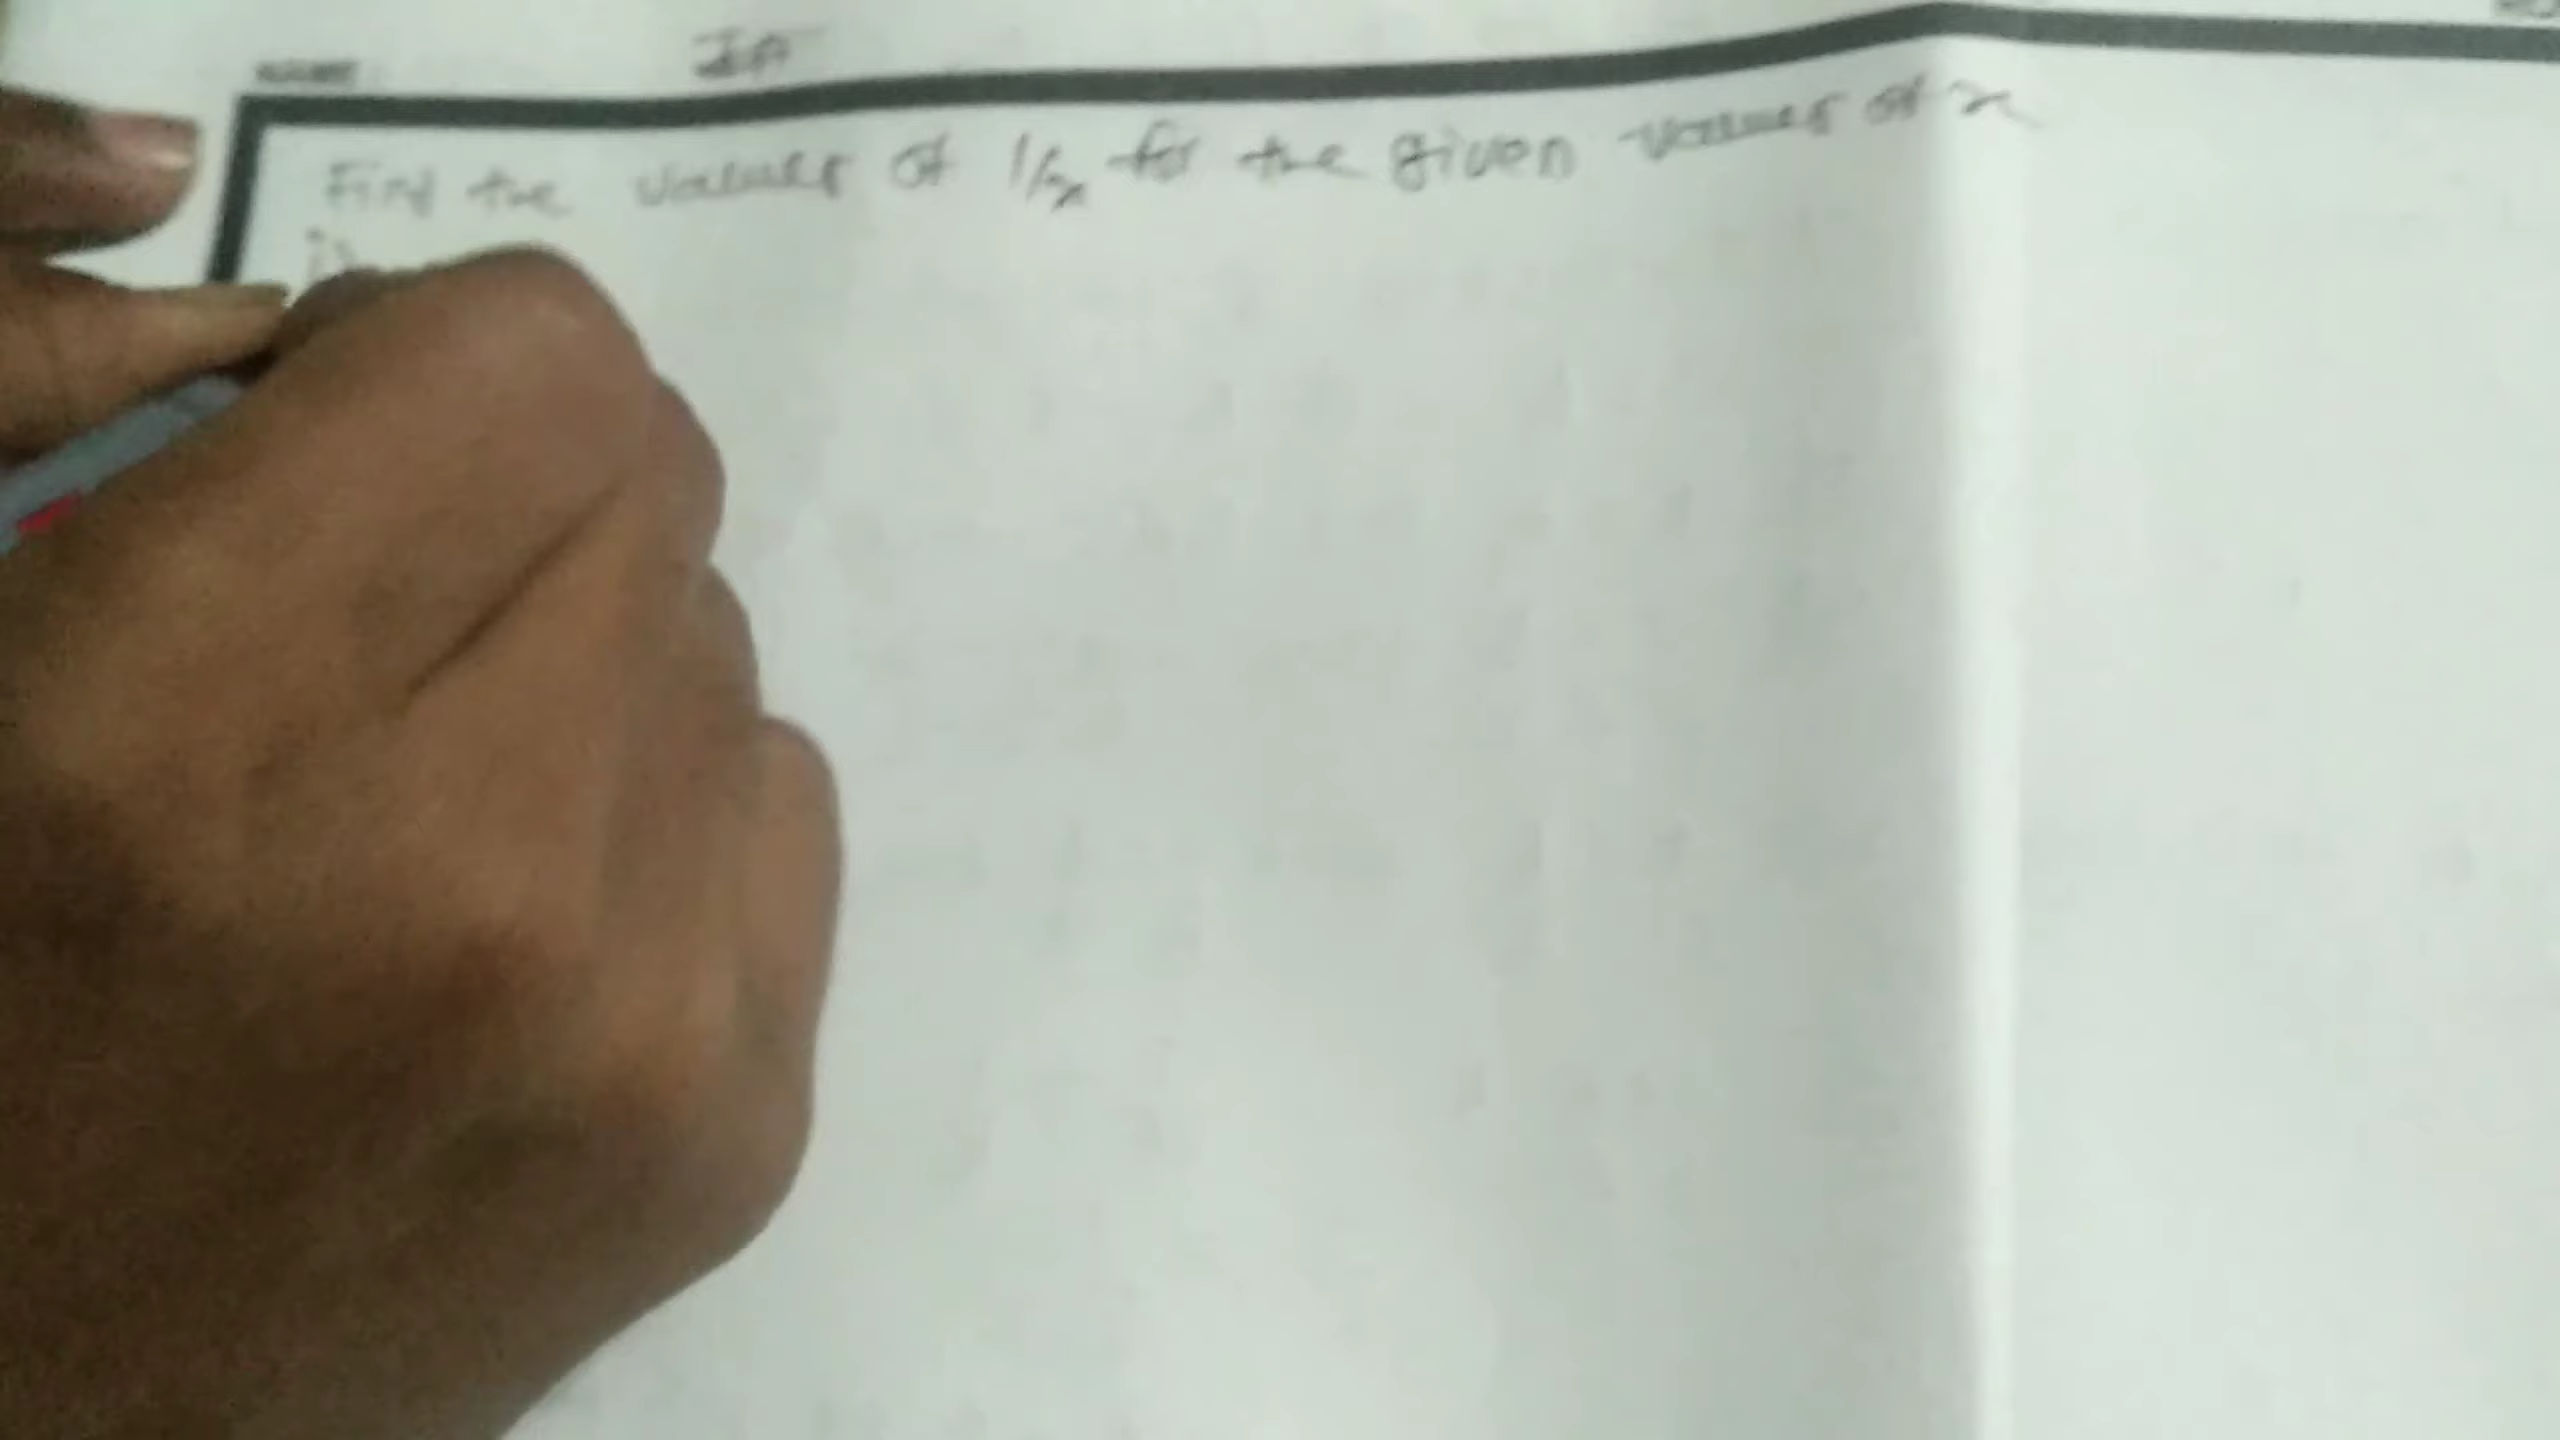 Find the values of 1/x for the given values of x
i)